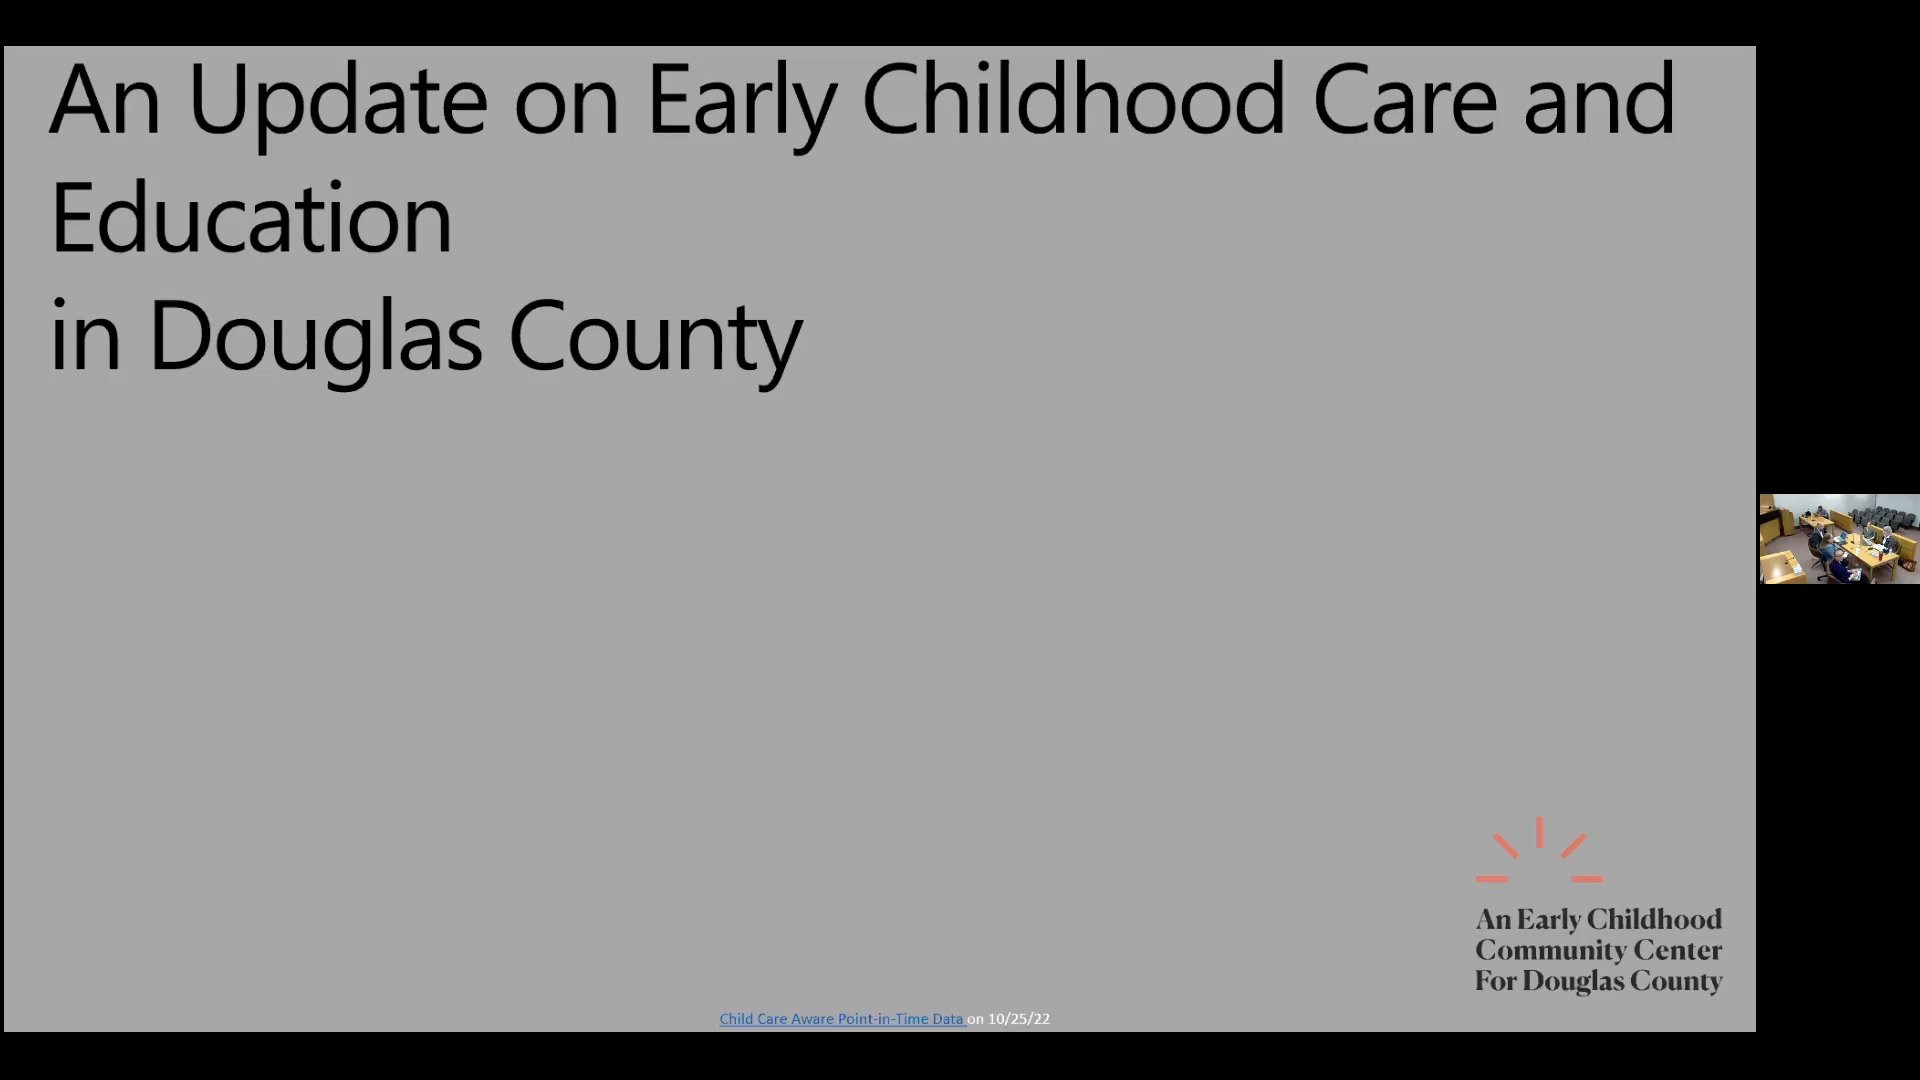 An Update on Early Childhood Care and
Education
in Douglas County
An Early Childhood
Community Center
For Douglas County
Child Care Aware Point-in-Time Data on 10/25/22